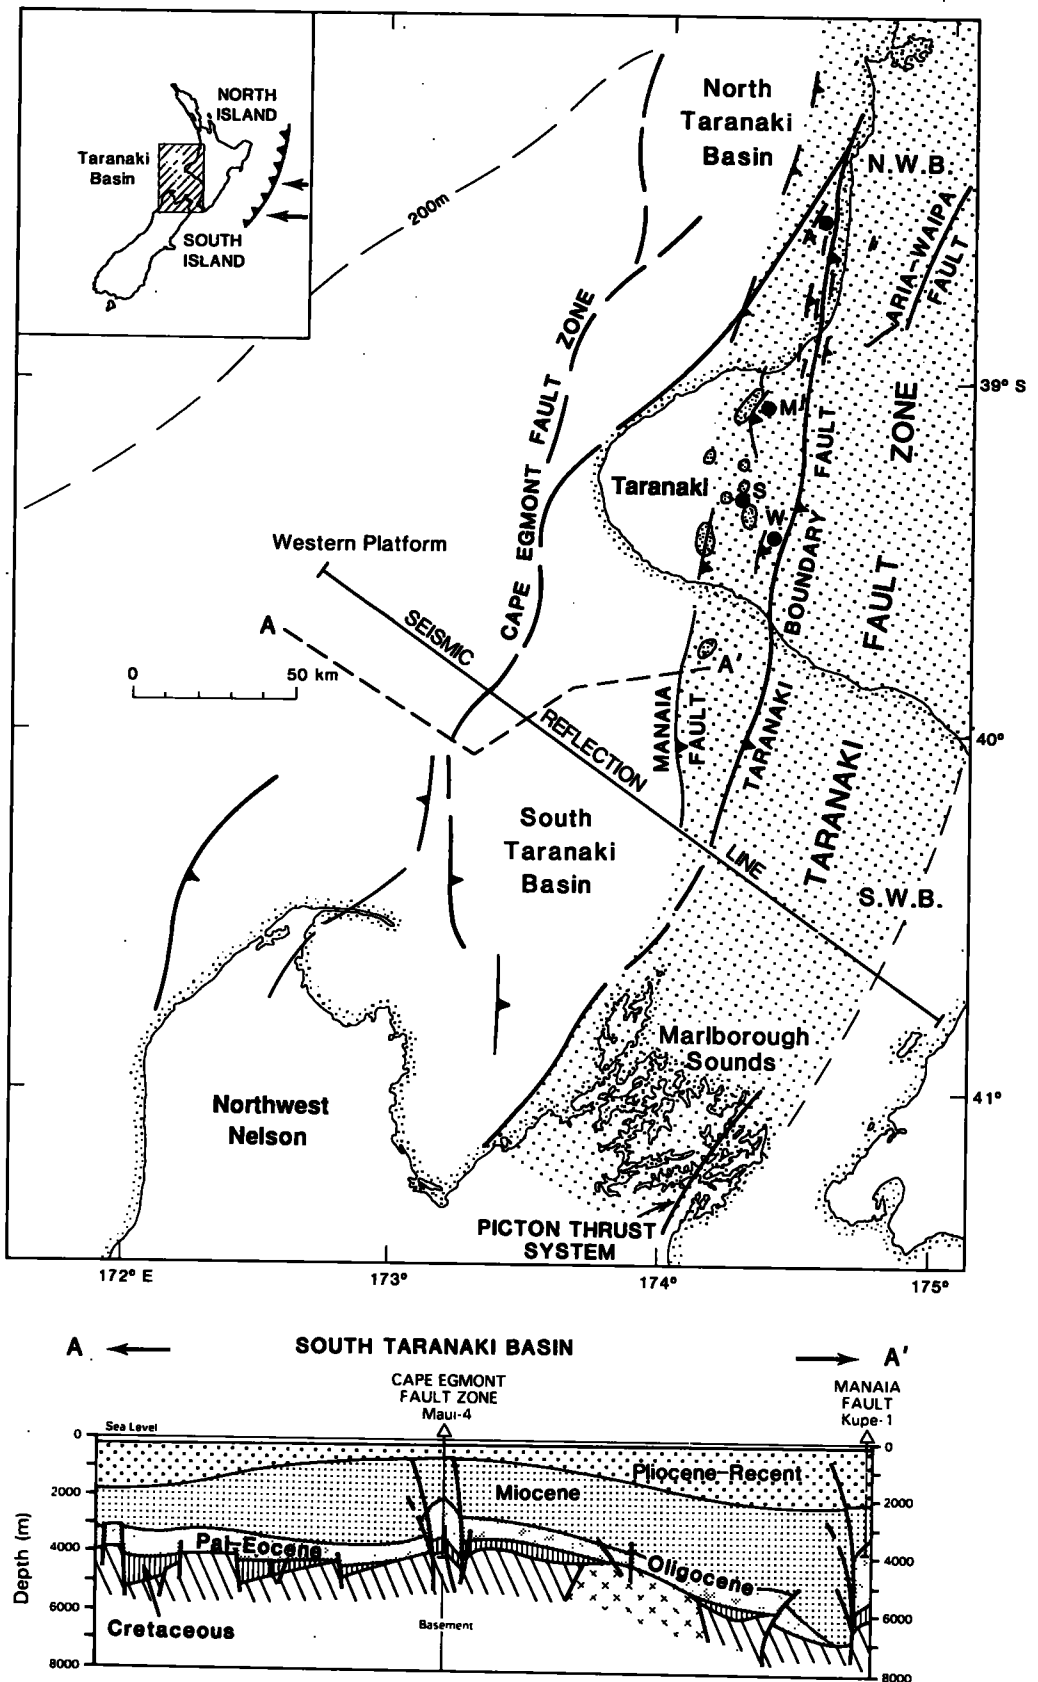 NORTH
ISLAND
Taranaki
Basin
SOUTH
ISLAND
North
Taranaki
Basin
N.W.B.
ARIA-WAIPA
FAULT
200m
CAPE EGMONT FAULT ZONE
39° S
M
Taranaki
S
W
TARANAKI BOUNDARY FAULT
TARANAKI FAULT ZONE
Western Platform
A
SEISMIC REFLECTION LINE
0 50 km
A'
MANAIA
FAULT
40°
South
Taranaki
Basin
S.W.B.
Marlborough
Sounds
Northwest
Nelson
41°
PICTON THRUST
SYSTEM
172° E 173° 174° 175°
A SOUTH TARANAKI BASIN A'
CAPE EGMONT
FAULT ZONE
Maui-4
MANAIA
FAULT
Kupe-1
Sea Level
0 0
Pliocene-Recent
2000 2000
Miocene
Depth (m)
4000 4000
Pal-Eocene
Oligocene
6000 6000
Cretaceous
Basement
8000 8000